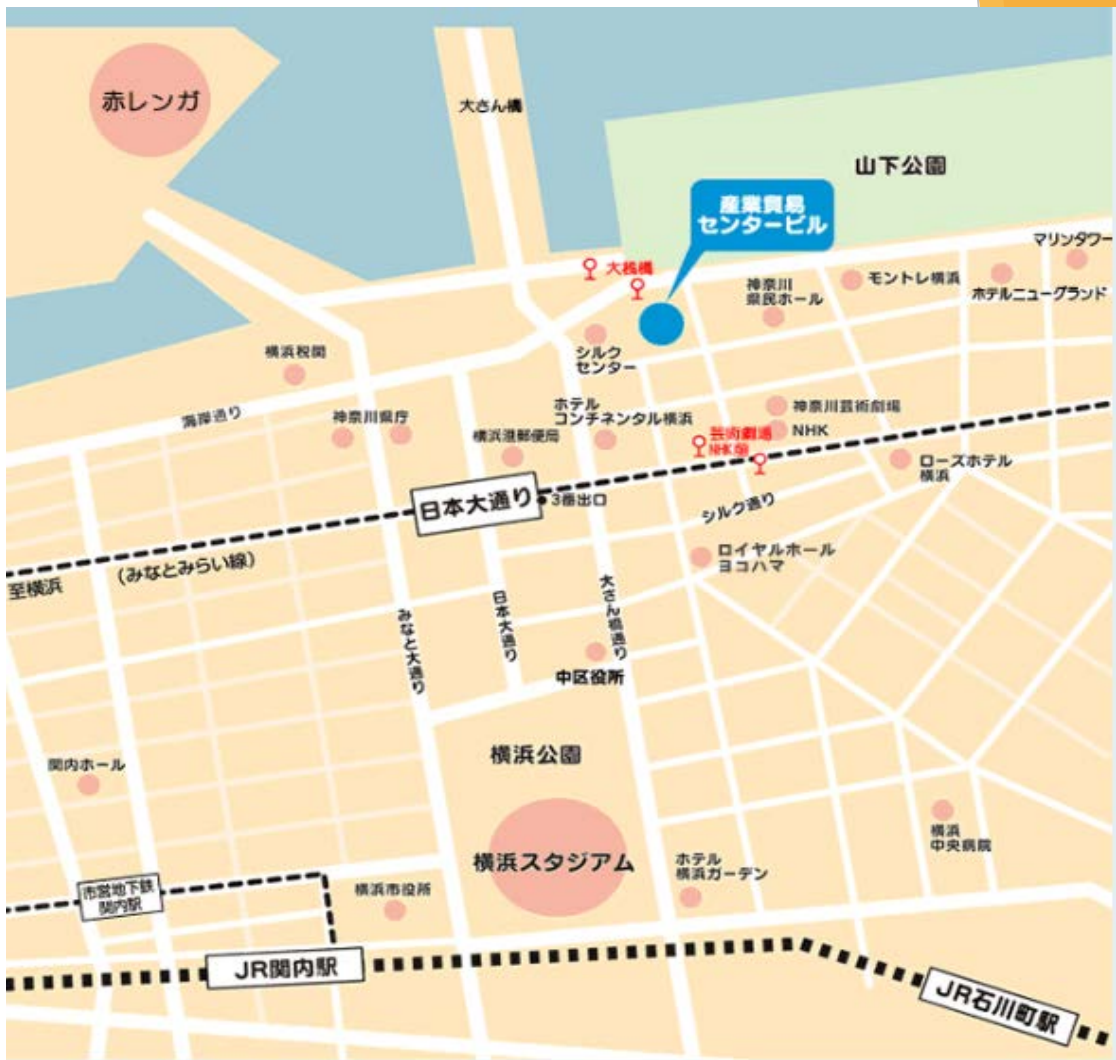 赤レンガ
大さん橋
山下公園
産業貿易
センタービル
マリンタワー
大桟橋
神奈川
県民ホール
モントレ横浜
ホテルニューグランド
横浜税関
シルク
センター
海岸通り
神奈川県庁
横浜港郵便局
ホテル
コンチネンタル横浜
神奈川芸術劇場
NHK
芸術劇場
NHK前
ローズホテル
横浜
日本大通り
3番出口
シルク通り
至横浜
(みなとみらい線)
ロイヤルホール
ヨコハマ
みなと大通り
日本大通り
大さん橋通り
中区役所
横浜公園
関内ホール
横浜スタジアム
ホテル
横浜ガーデン
横浜
中央病院
市営地下鉄
関内駅
横浜市役所
JR関内駅
JR石川町駅